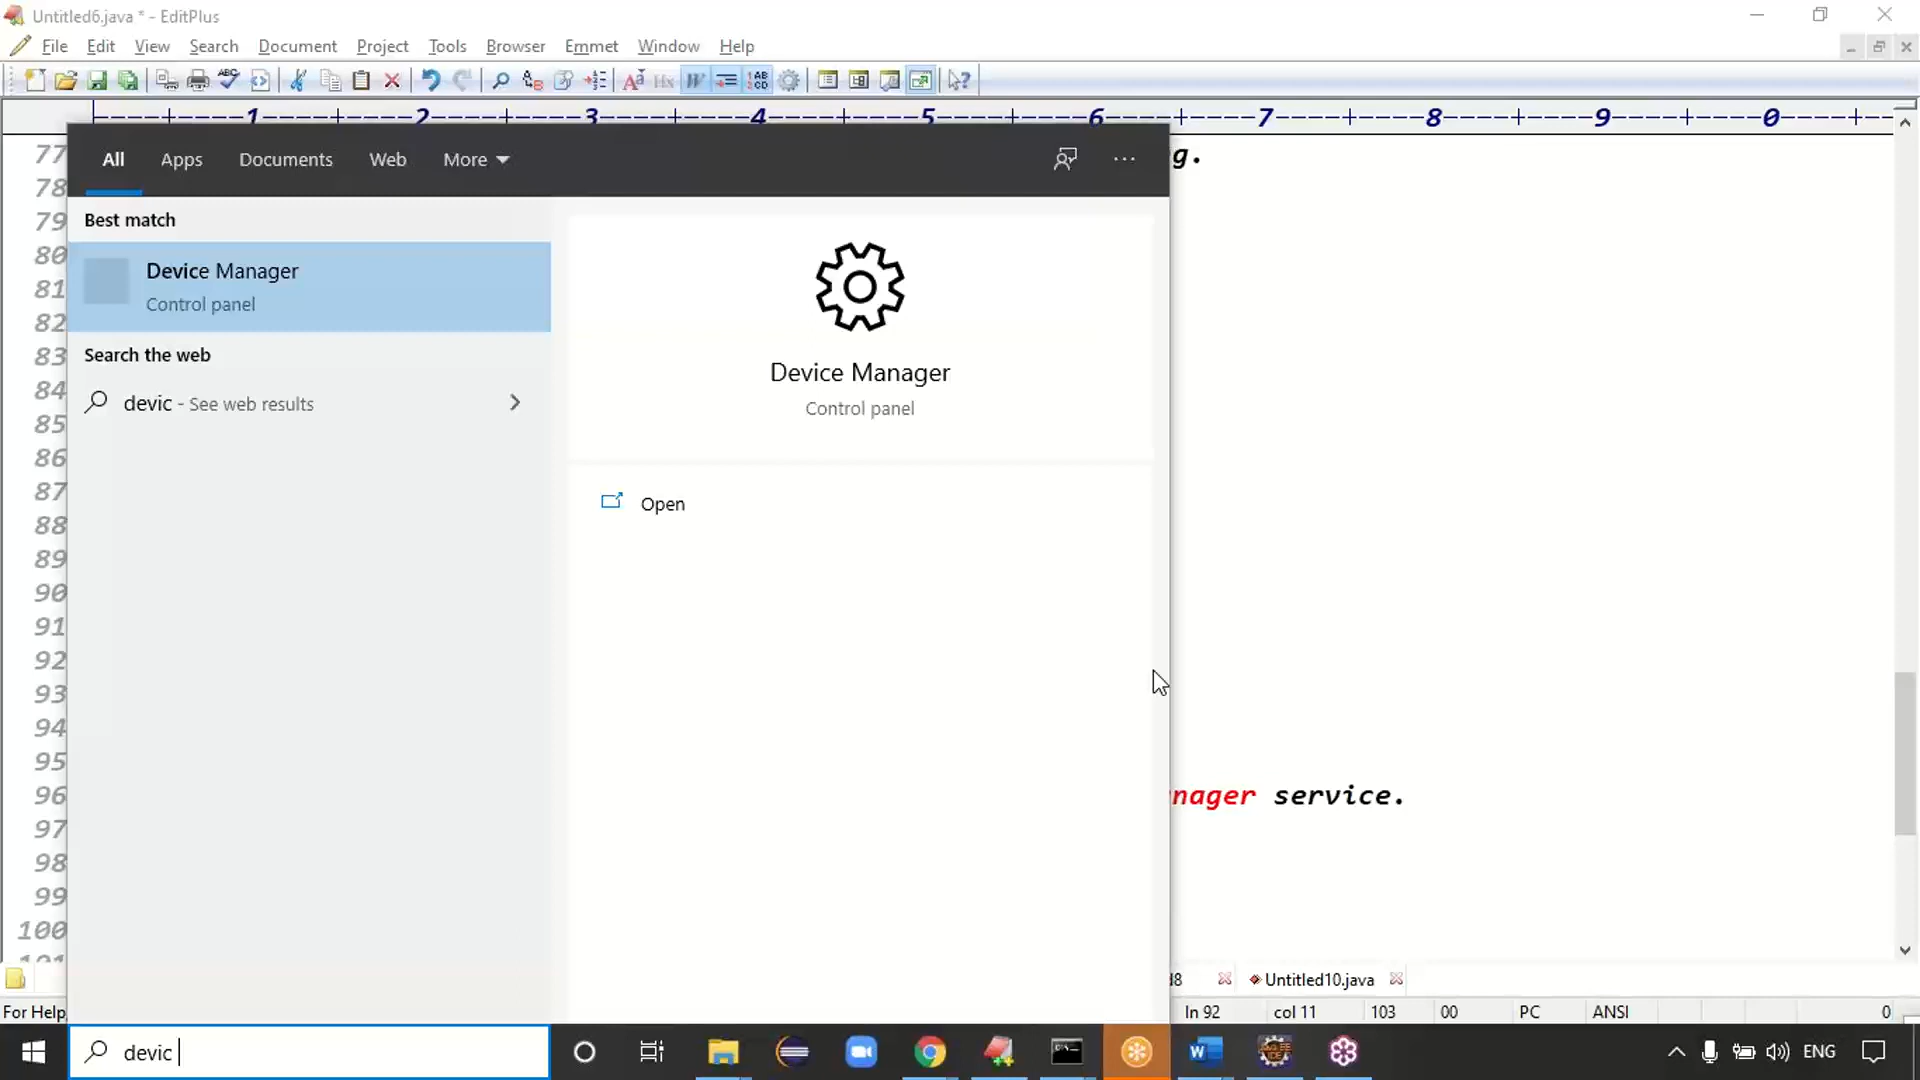 Untitled6.java * - EditPlus
File Edit View Search Document Project Tools Browser Emmet Window Help
----+----1----+----2----+----3----+----4----+----5----+----6----+----7----+----8----+----9----+----0----+--
All Apps Documents Web More
Best match
Device Manager
Control panel
Search the web
devic - See web results
Device Manager
Control panel
Open
77 g.
78
79
80
81
82
83
84
85
86
87
88
89
90
91
92
93
94
95
96 nager service.
97
98
99
100
101
d8 Untitled10.java
For Help ln 92 col 11 103 00 PC ANSI 0
devic ENG